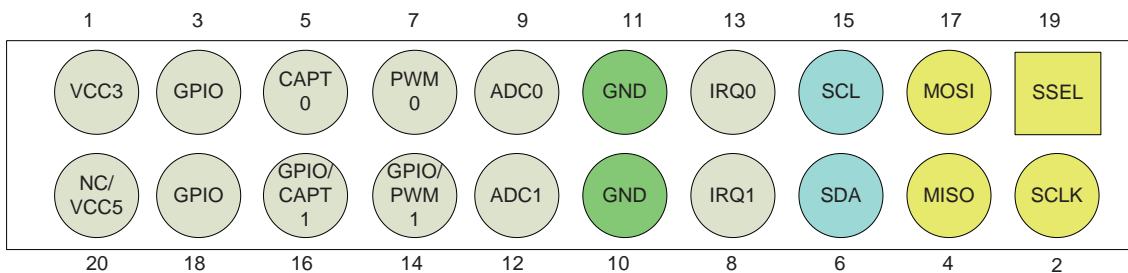 1 3 5 7 9 11 13 15 17 19
VCC3 GPIO CAPT 0 PWM 0 ADC0 GND IRQ0 SCL MOSI SSEL
NC/ VCC5 GPIO GPIO/ CAPT 1 GPIO/ PWM 1 ADC1 GND IRQ1 SDA MISO SCLK
20 18 16 14 12 10 8 6 4 2